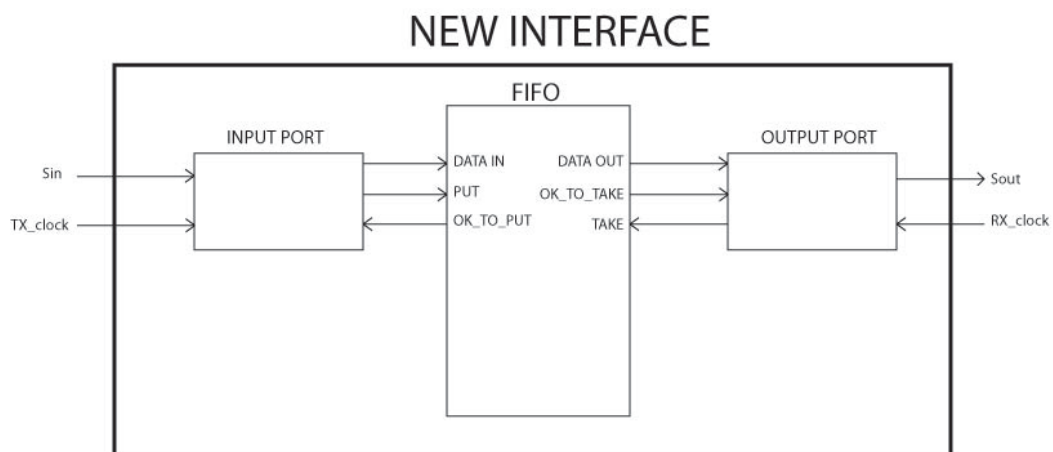 NEW INTERFACE
FIFO
INPUT PORT
OUTPUT PORT
Sin
TX_clock
DATA IN
PUT
OK_TO_PUT
DATA OUT
OK_TO_TAKE
TAKE
Sout
RX_clock